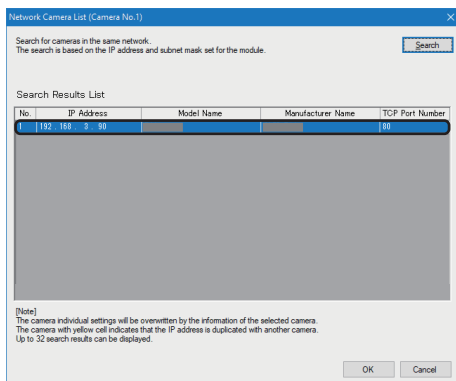 Network Camera List (Camera No.1)
Search for cameras in the same network.
The search is based on the IP address and subnet mask set for the module.
Search
Search Results List
No. IP Address Model Name Manufacturer Name TCP Port Number
1 192 . 168 . 3 . 90 80
[Note]
The camera individual settings will be overwritten by the information of the selected camera.
The camera with yellow cell indicates that the IP address is duplicated with another camera.
Up to 32 search results can be displayed.
OK Cancel